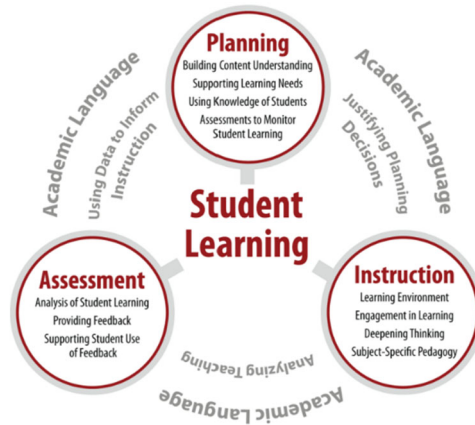 Planning
Building Content Understanding
Supporting Learning Needs
Using Knowledge of Students
Assessments to Monitor
Student Learning
Academic Language
Using Data to Inform
Instruction
Academic Language
Justifying Planning
Decisions
Student
Learning
Assessment
Analysis of Student Learning
Providing Feedback
Supporting Student Use
of Feedback
Instruction
Learning Environment
Engagement in Learning
Deepening Thinking
Subject-Specific Pedagogy
Analyzing Teaching
Academic Language